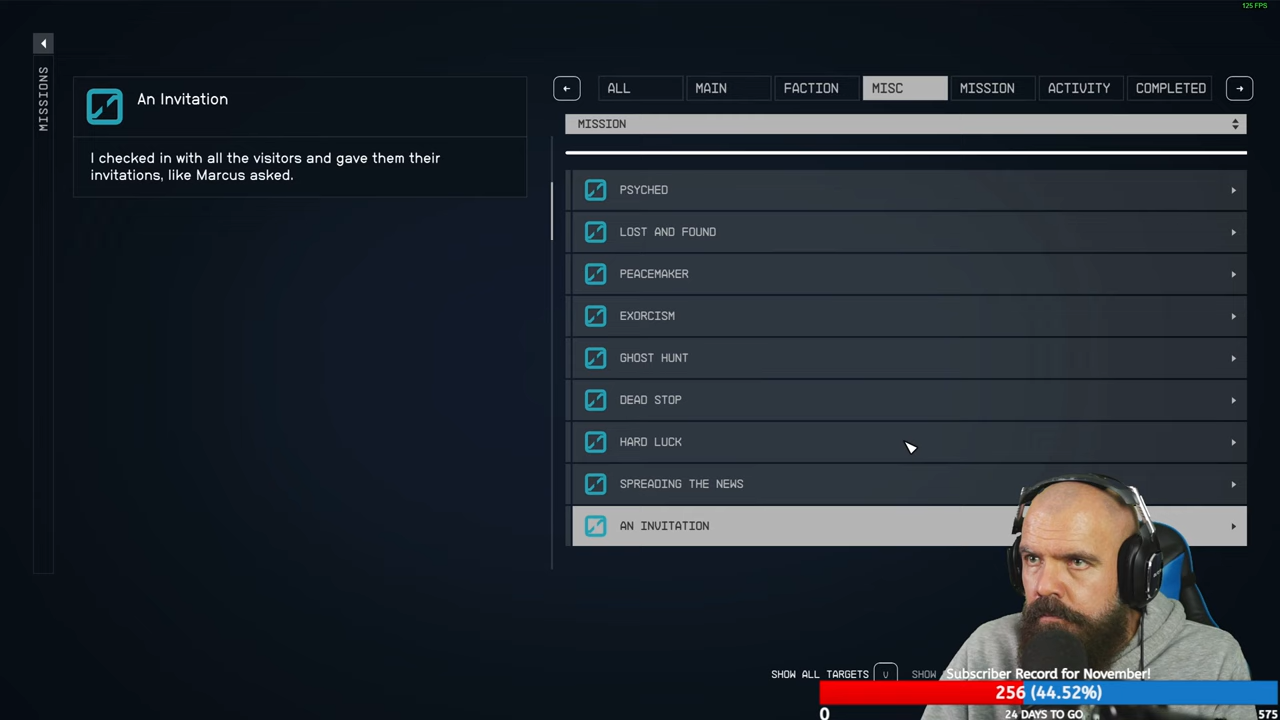 125 FPS
MISSIONS
An Invitation
I checked in with all the visitors and gave them their
invitations, like Marcus asked.
ALL
MAIN
FACTION
MISC
MISSION
ACTIVITY
COMPLETED
MISSION
PSYCHED
LOST AND FOUND
PEACEMAKER
EXORCISM
GHOST HUNT
DEAD STOP
HARD LUCK
SPREADING THE NEWS
AN INVITATION
SHOW ALL TARGETS U SHOW
Subscriber Record for November!
256 (44.52%)
0 24 DAYS TO GO 575